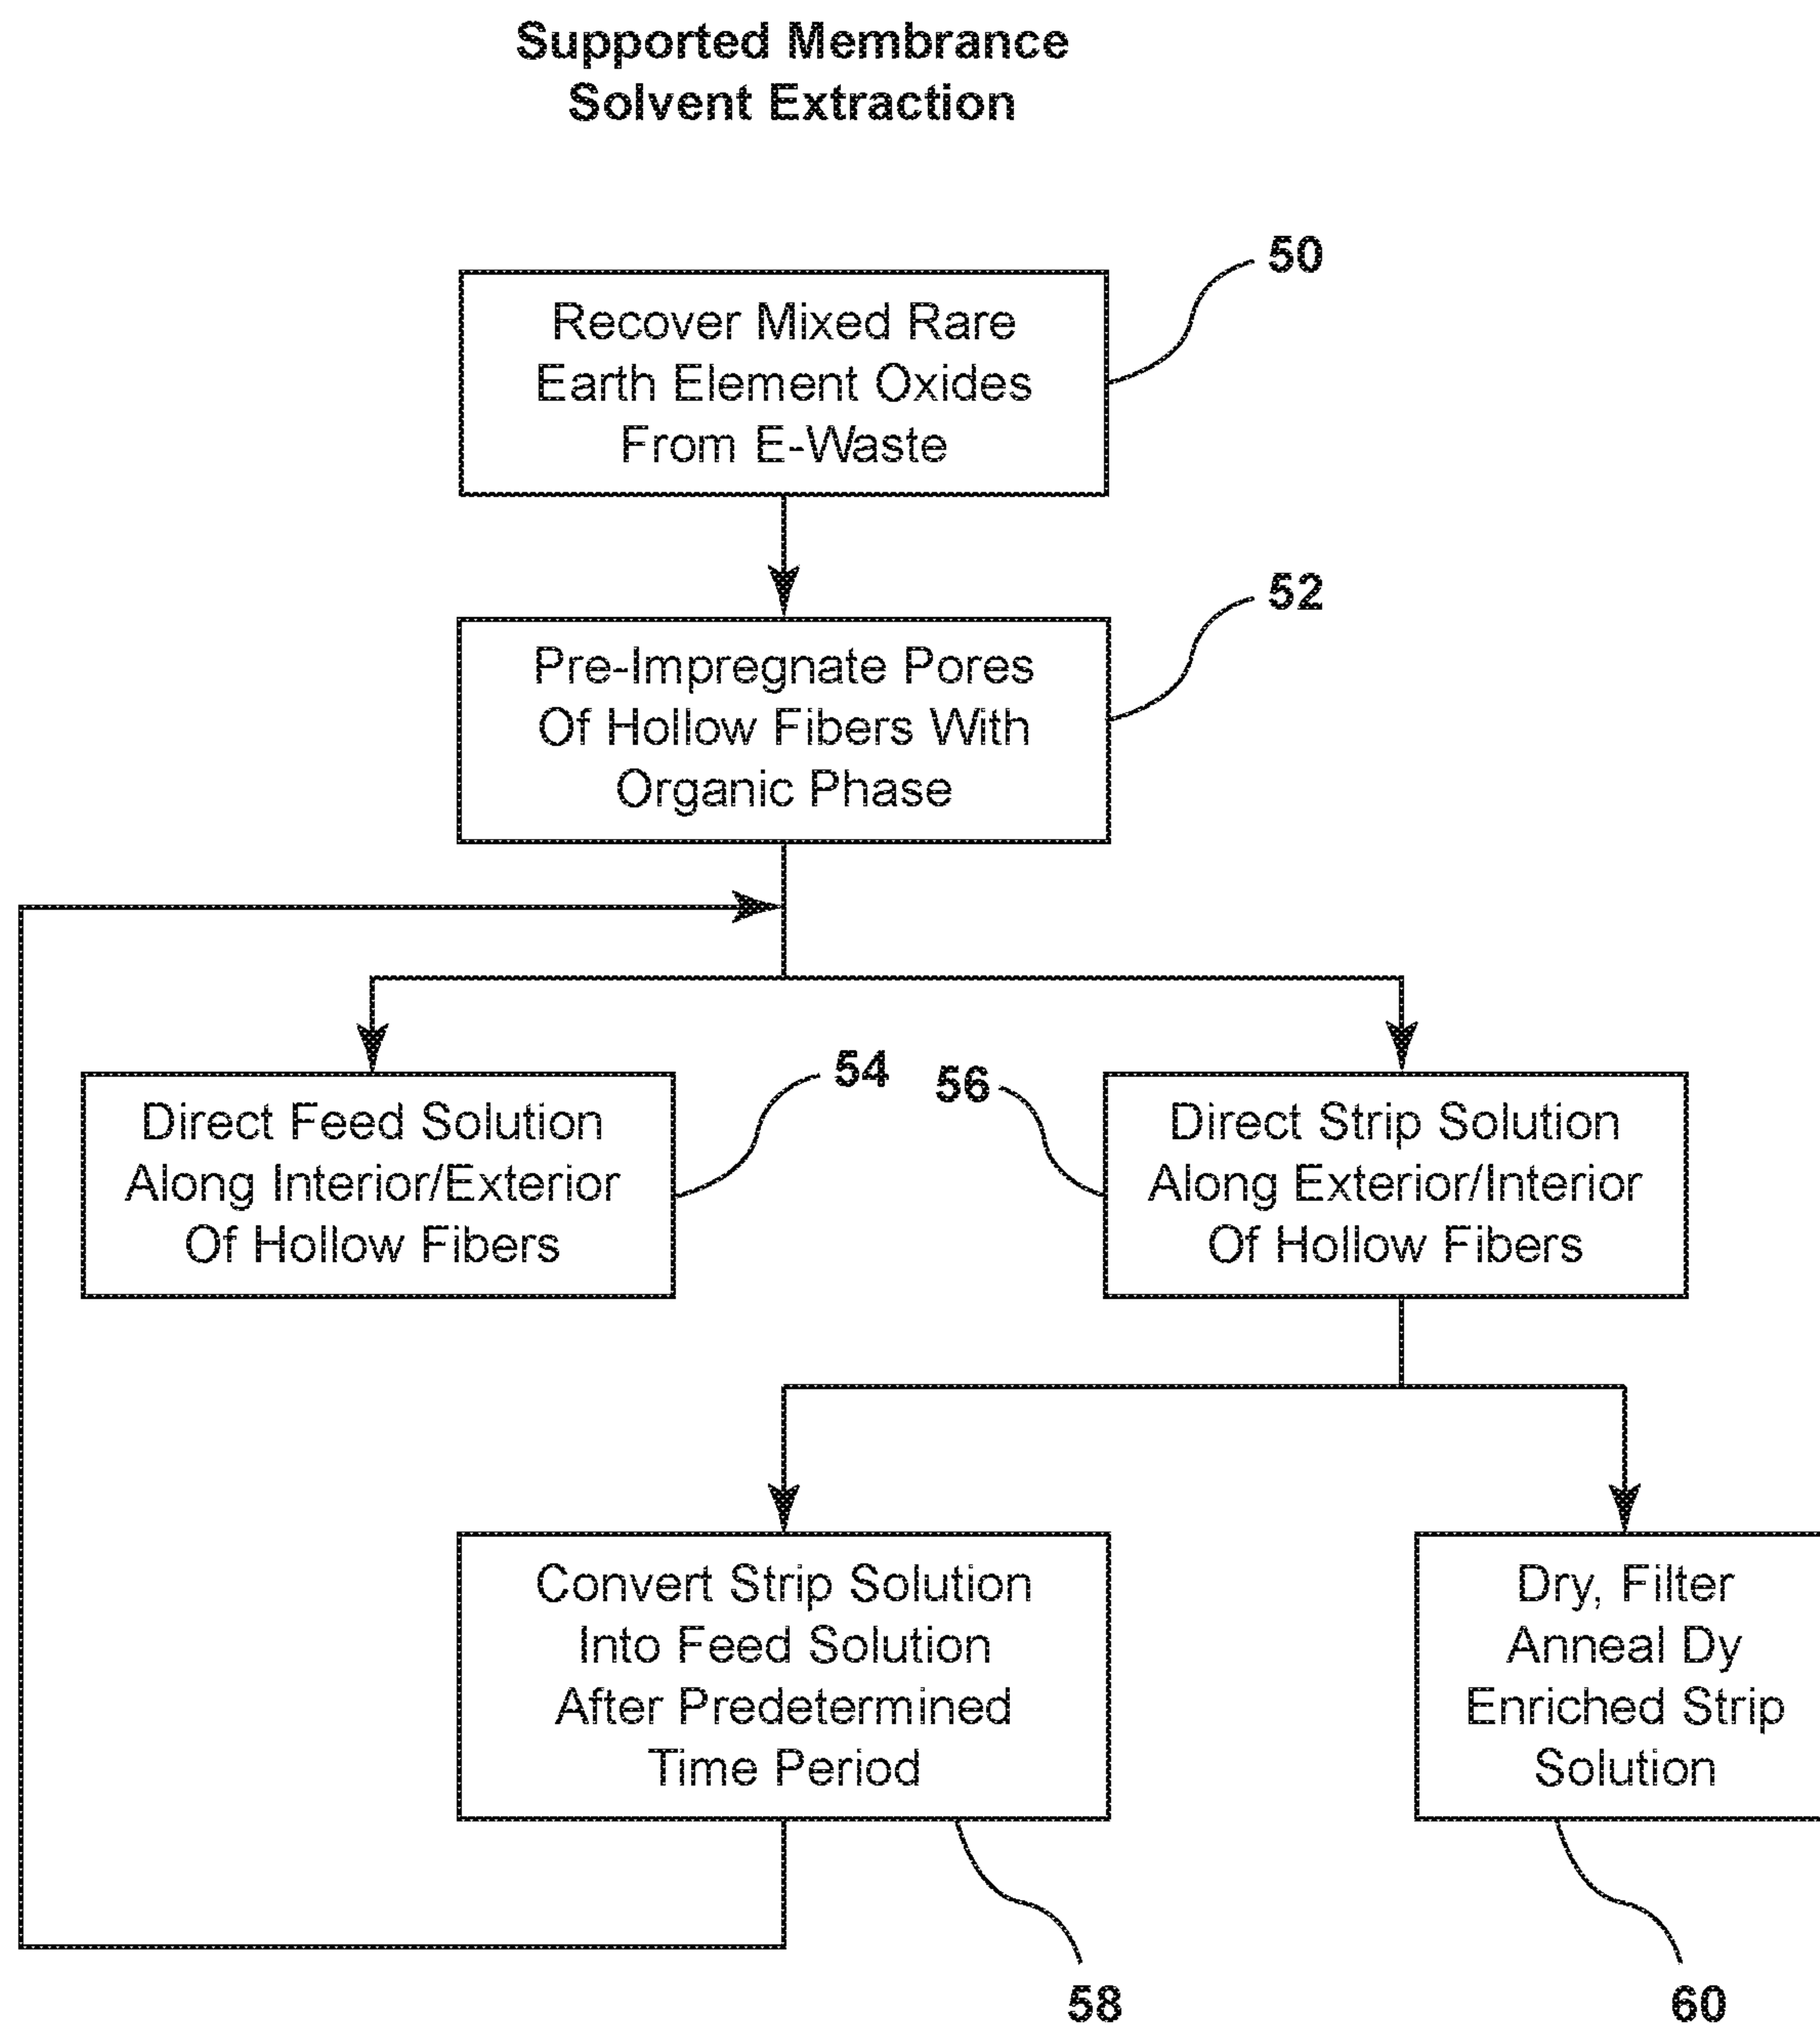 Supported Membrance
Solvent Extraction
50
Recover Mixed Rare
Earth Element Oxides
From E-Waste
52
Pre-Impregnate Pores
Of Hollow Fibers With
Organic Phase
54
56
Direct Feed Solution
Along Interior/Exterior
Of Hollow Fibers
Direct Strip Solution
Along Exterior/Interior
Of Hollow Fibers
Convert Strip Solution
Into Feed Solution
After Predetermined
Time Period
Dry, Filter
Anneal Dy
Enriched Strip
Solution
58
60